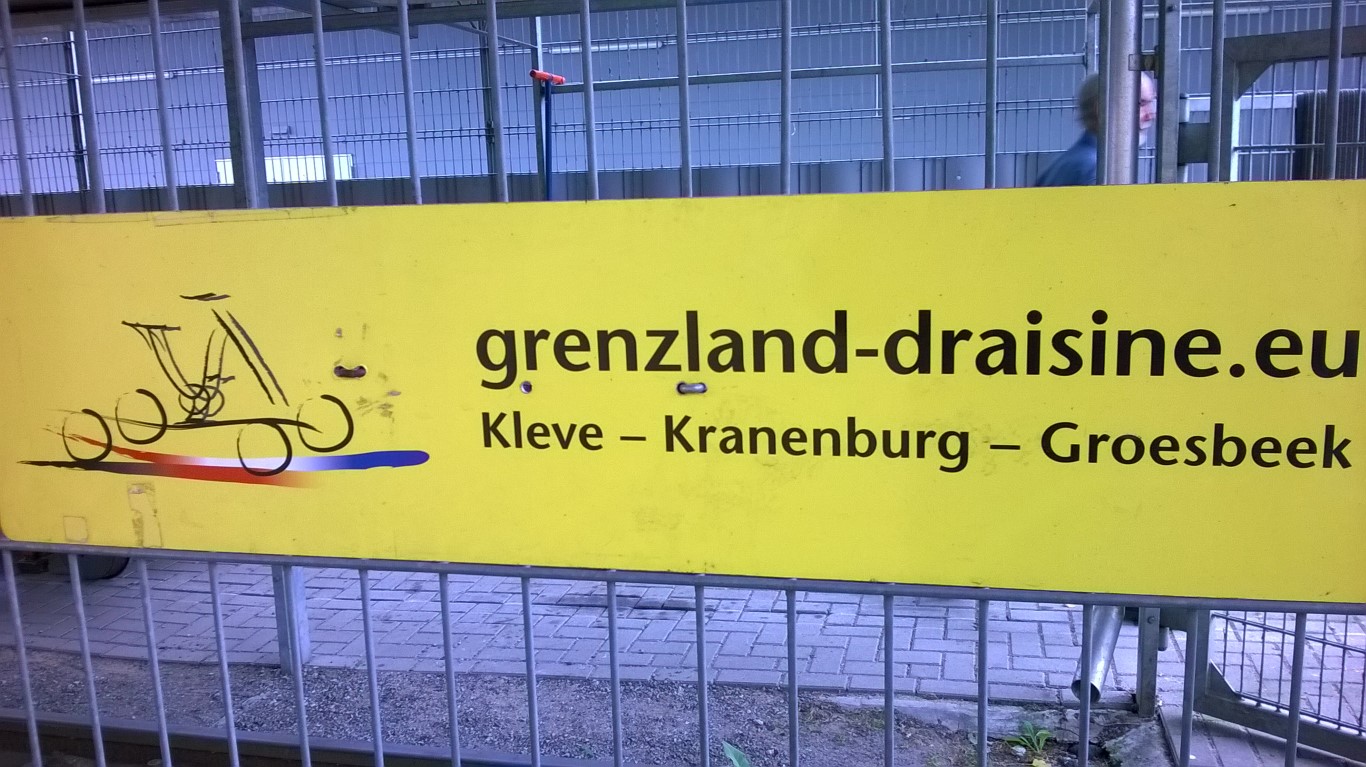 grenzland-draisine.eu
Kleve – Kranenburg – Groesbeek